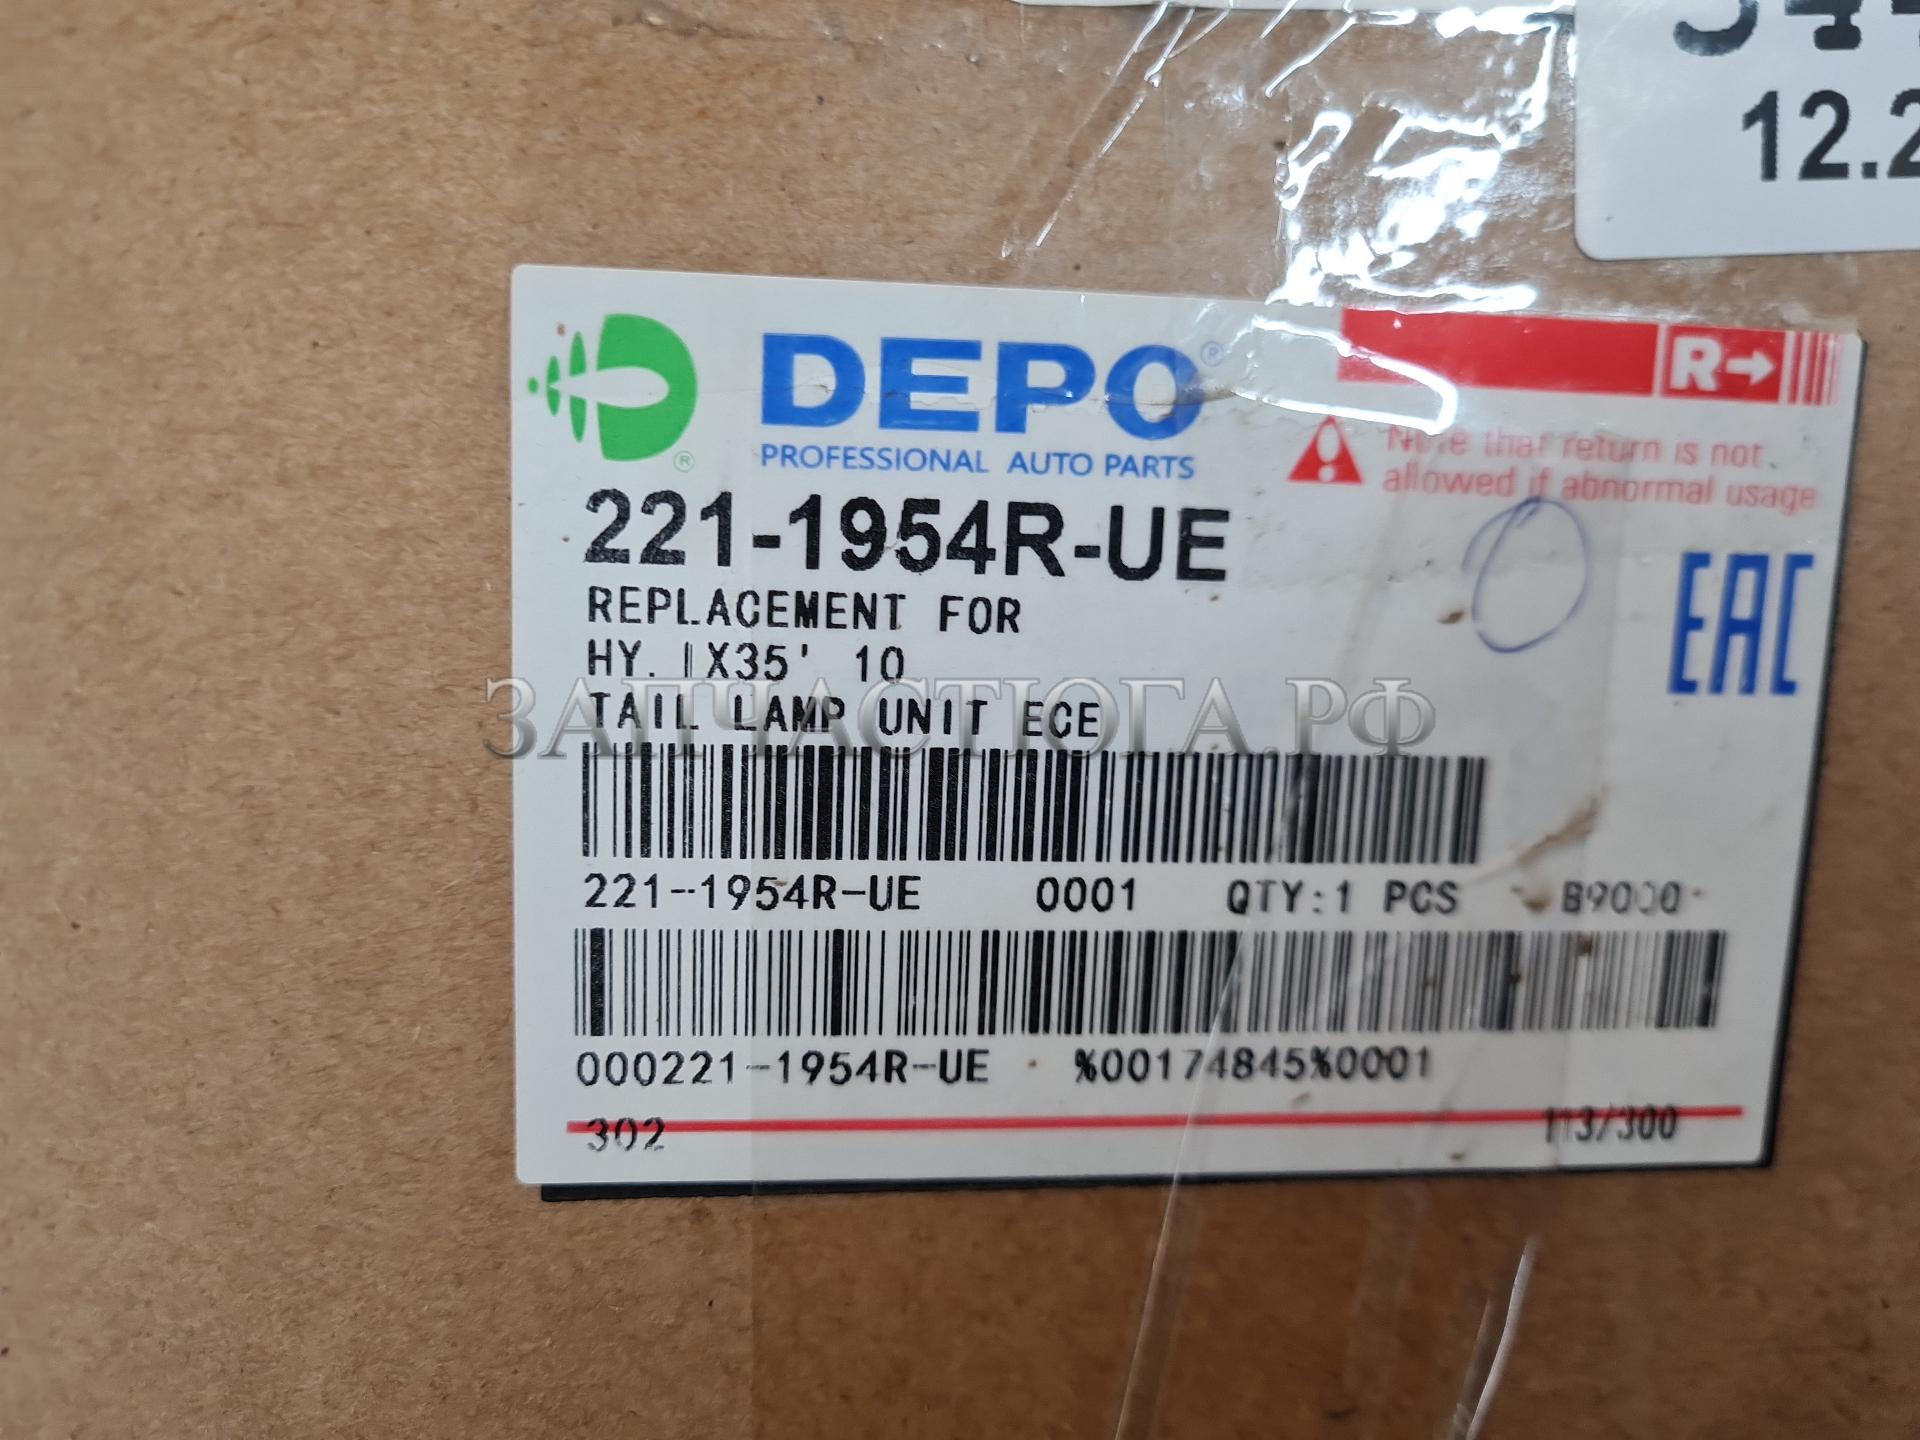 12.2
DEPO®
PROFESSIONAL AUTO PARTS
R→
Note that return is not
allowed if abnormal usage
®
221-1954R-UE
REPLACEMENT FOR
HY. IX35' 10
TAIL LAMP UNIT ECE
EAC
ЗАПЧАСТЮГА.РФ
221-1954R-UE 0001 QTY:1 PCS B9000-
000221-1954R-UE %00174845%0001
302 113/300